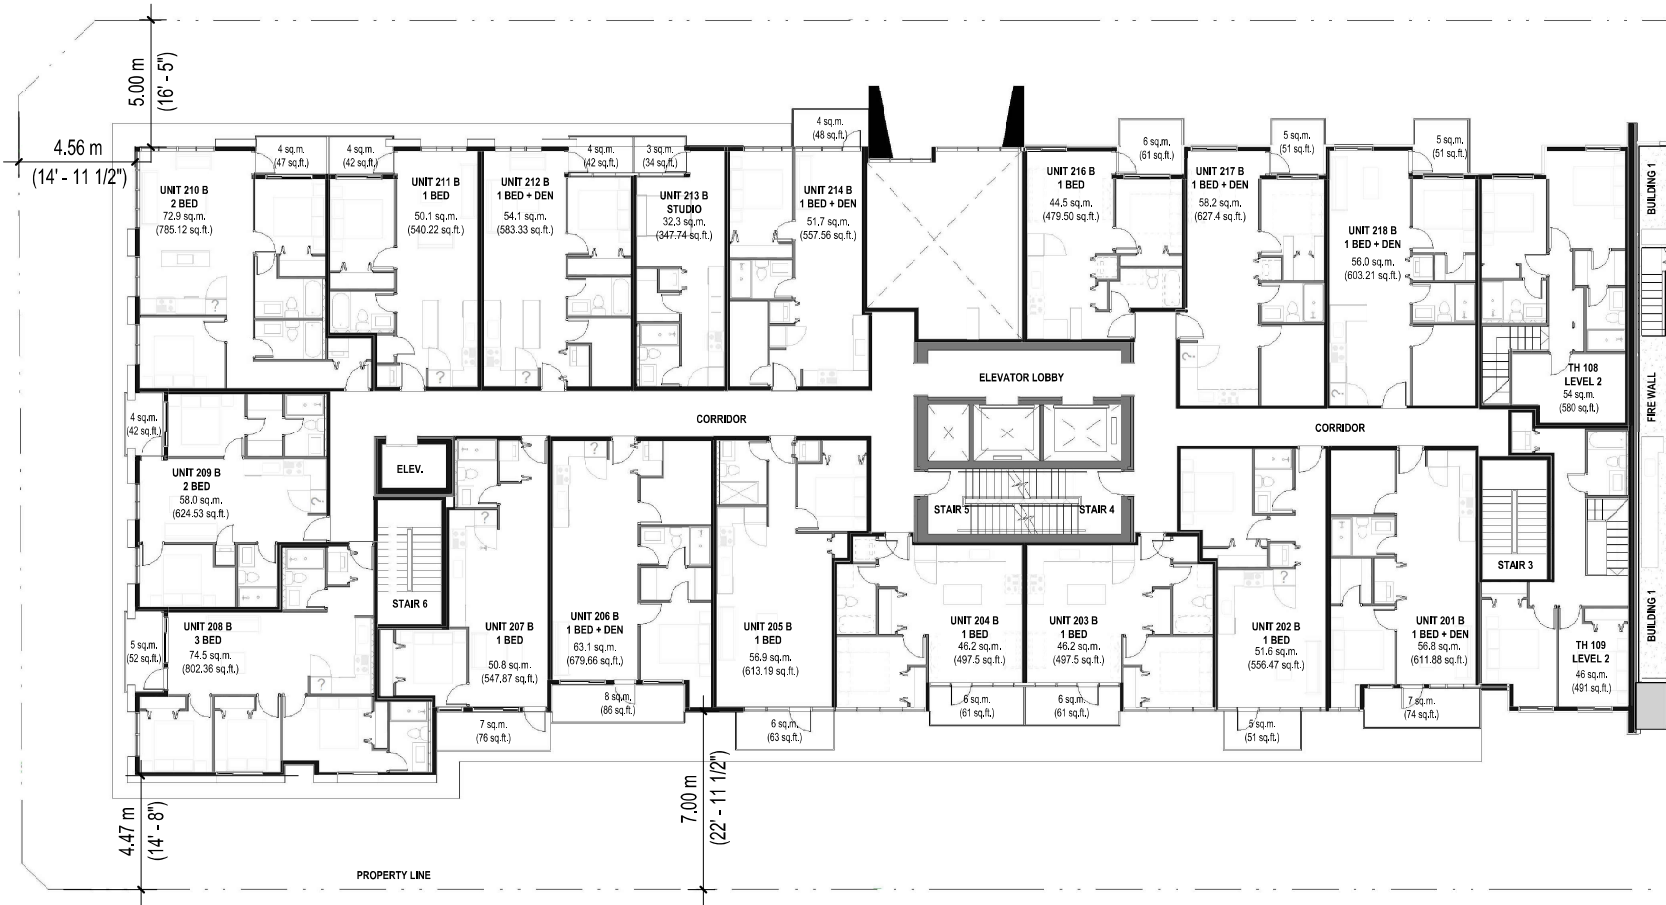 5.00 m
(16' - 5")
4.56 m
(14' - 11 1/2")
4 sq.m.
(47 sq.ft.)
4 sq.m.
(42 sq.ft.)
4 sq.m.
(42 sq.ft.)
3 sq.m.
(34 sq.ft.)
4 sq.m.
(48 sq.ft.)
6 sq.m.
(61 sq.ft.)
5 sq.m.
(51 sq.ft.)
5 sq.m.
(51 sq.ft.)
UNIT 210 B
2 BED
72.9 sq.m.
(785.12 sq.ft.)
UNIT 211 B
1 BED
50.1 sq.m.
(540.22 sq.ft.)
UNIT 212 B
1 BED + DEN
54.1 sq.m.
(583.33 sq.ft.)
UNIT 213 B
STUDIO
32.3 sq.m.
(347.74 sq.ft.)
UNIT 214 B
1 BED + DEN
51.7 sq.m.
(557.56 sq.ft.)
UNIT 216 B
1 BED
44.5 sq.m.
(479.50 sq.ft.)
UNIT 217 B
1 BED + DEN
58.2 sq.m.
(627.4 sq.ft.)
UNIT 218 B
1 BED + DEN
56.0 sq.m.
(603.21 sq.ft.)
TH 108
LEVEL 2
54 sq.m.
(580 sq.ft.)
BUILDING 1
FIRE WALL
BUILDING 1
ELEVATOR LOBBY
CORRIDOR
CORRIDOR
4 sq.m.
(42 sq.ft.)
UNIT 209 B
2 BED
58.0 sq.m.
(624.53 sq.ft.)
ELEV.
STAIR 5
STAIR 4
STAIR 3
STAIR 6
5 sq.m.
(52 sq.ft.)
UNIT 208 B
3 BED
74.5 sq.m.
(802.36 sq.ft.)
UNIT 207 B
1 BED
50.8 sq.m.
(547.87 sq.ft.)
UNIT 206 B
1 BED + DEN
63.1 sq.m.
(679.66 sq.ft.)
UNIT 205 B
1 BED
56.9 sq.m.
(613.19 sq.ft.)
UNIT 204 B
1 BED
46.2 sq.m.
(497.5 sq.ft.)
UNIT 203 B
1 BED
46.2 sq.m.
(497.5 sq.ft.)
UNIT 202 B
1 BED
51.6 sq.m.
(556.47 sq.ft.)
UNIT 201 B
1 BED + DEN
56.8 sq.m.
(611.88 sq.ft.)
TH 109
LEVEL 2
46 sq.m.
(491 sq.ft.)
7 sq.m.
(76 sq.ft.)
8 sq.m.
(86 sq.ft.)
6 sq.m.
(63 sq.ft.)
6 sq.m.
(61 sq.ft.)
6 sq.m.
(61 sq.ft.)
5 sq.m.
(51 sq.ft.)
7 sq.m.
(74 sq.ft.)
4.47 m
(14' - 8")
7.00 m
(22' - 11 1/2")
PROPERTY LINE